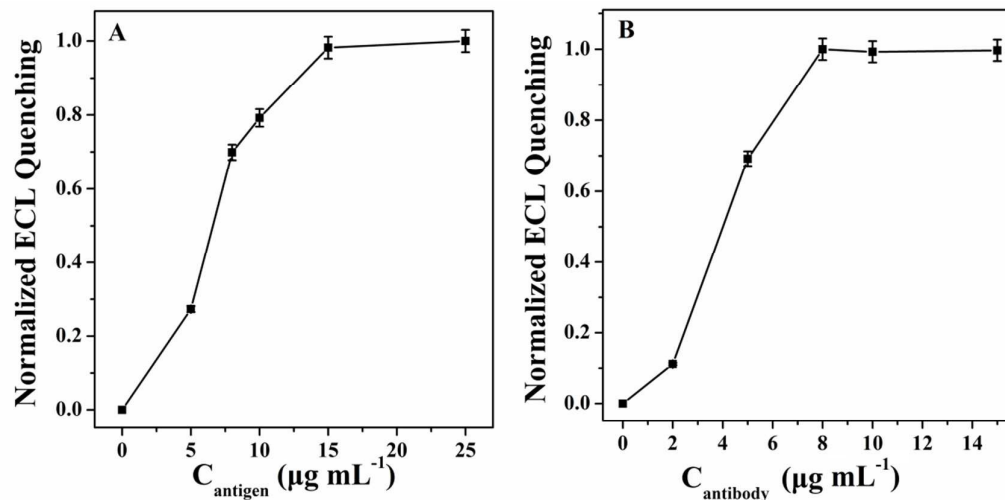 A
Normalized ECL Quenching
1.0
0.8
0.6
0.4
0.2
0.0
0 5 10 15 20 25
C antigen (μg mL⁻¹)
B
Normalized ECL Quenching
1.0
0.8
0.6
0.4
0.2
0.0
0 2 4 6 8 10 12 14
C antibody (μg mL⁻¹)